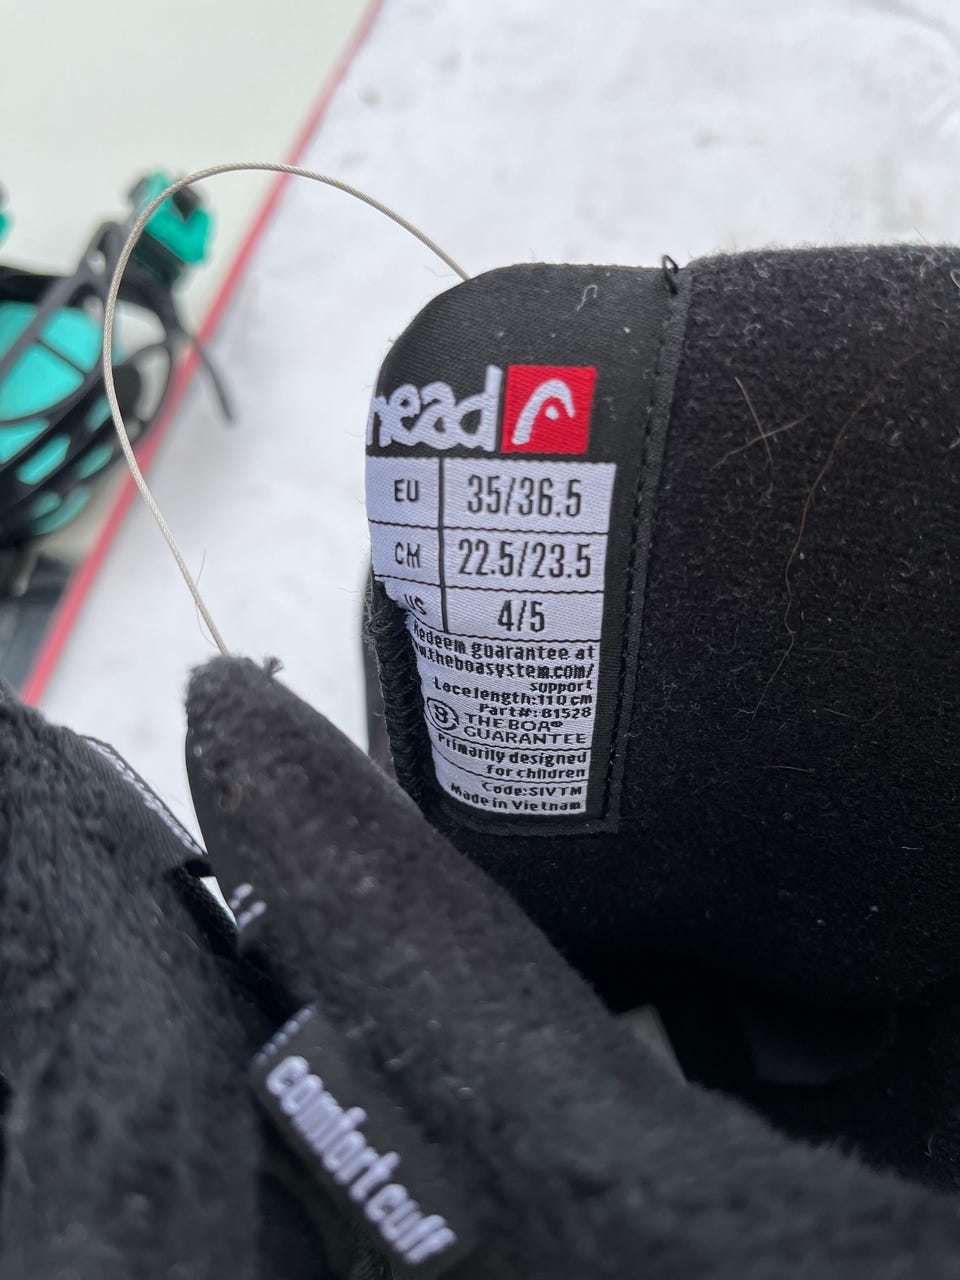 head
EU 35/36.5
CM 22.5/23.5
US 4/5
Redeem guarantee at
www.theboasystem.com/
support
Lace length:110 cm
Part#: B1528
B THE BOA®
GUARANTEE
Primarily designed
for children
Code:SIVTM
Made in Vietnam
comfort cuff